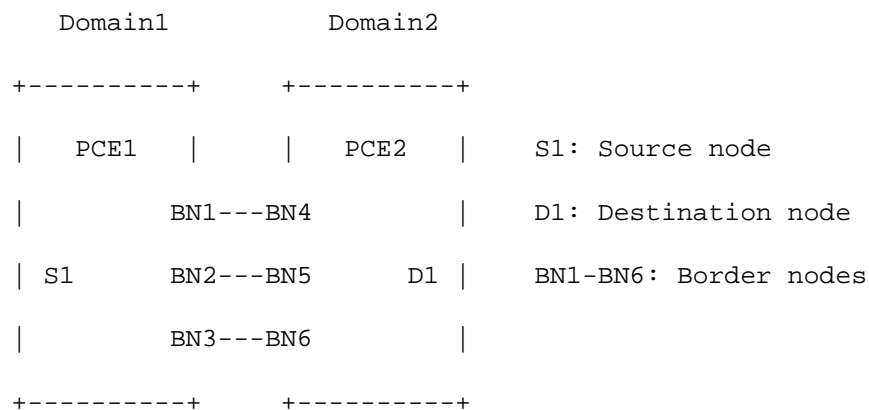 Domain1           Domain2
+----------+     +----------+
|   PCE1   |     |   PCE2   |    S1: Source node
|         BN1---BN4         |    D1: Destination node
| S1      BN2---BN5      D1 |    BN1-BN6: Border nodes
|         BN3---BN6         |
+----------+     +----------+